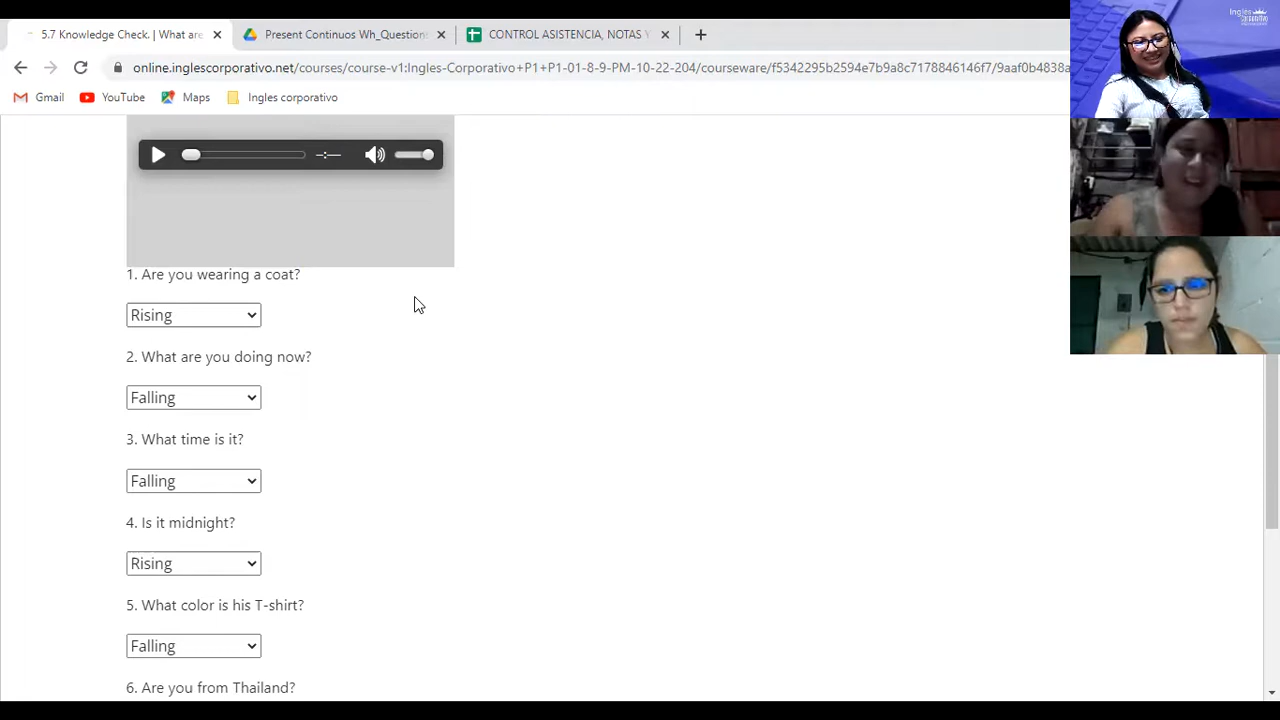 5.7 Knowledge Check. | What are
Present Continuos Wh_Question
CONTROL ASISTENCIA, NOTAS Y
online.inglescorporativo.net/courses/course-v1:Ingles-Corporativo+P1+P1-01-8-9-PM-10-22-204/courseware/f5342295b2594e7b9a8c7178846146f7/9aaf0b4838a
Gmail
YouTube
Maps
Ingles corporativo
1. Are you wearing a coat?
Rising
2. What are you doing now?
Falling
3. What time is it?
Falling
4. Is it midnight?
Rising
5. What color is his T-shirt?
Falling
6. Are you from Thailand?
Ingles